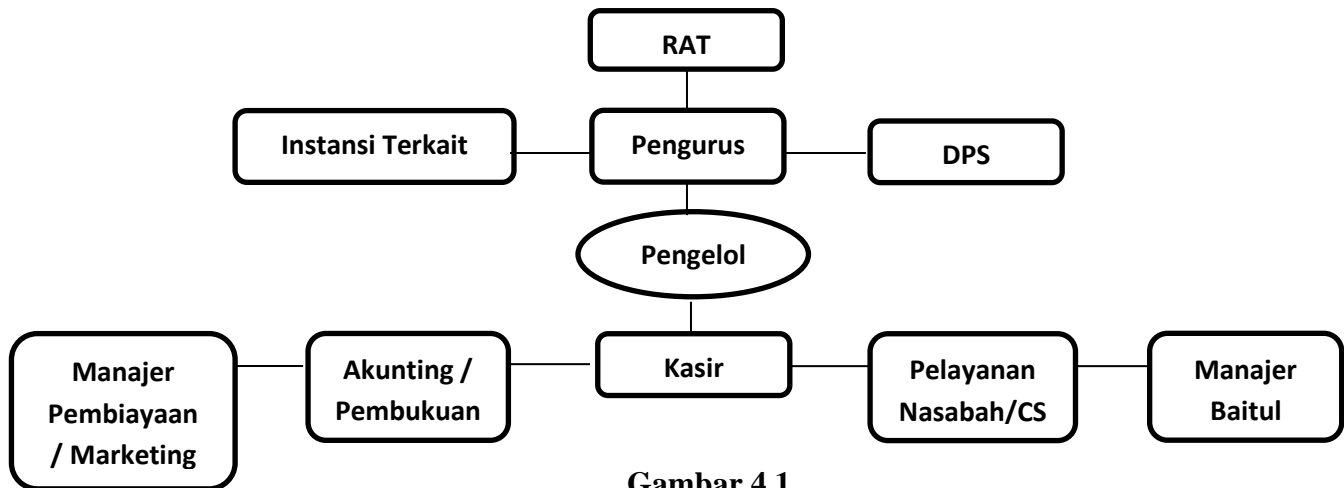 RAT
Instansi Terkait
Pengurus
DPS
Pengelol
Manajer
Pembiayaan
/ Marketing
Akunting /
Pembukuan
Kasir
Pelayanan
Nasabah/CS
Manajer
Baitul
Gambar 4.1